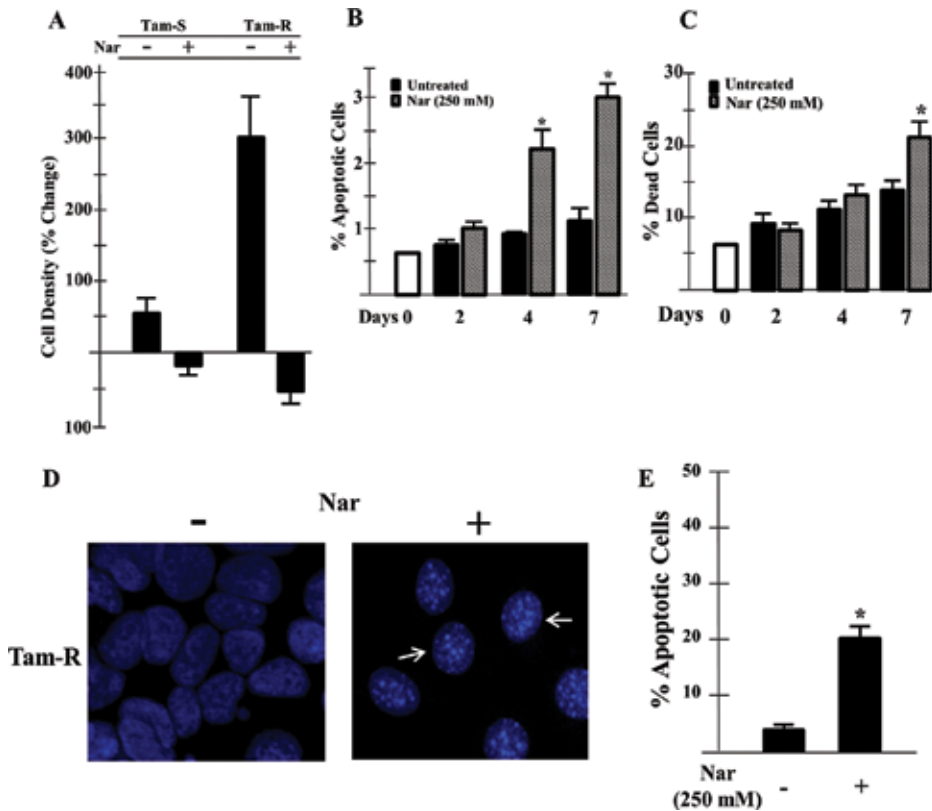 A
Tam-S Tam-R
Nar - + - +
Cell Density (% Change)
400
300
200
100
100
B
% Apoptotic Cells
Untreated
Nar (250 mM)
3
2
1
* *
Days 0 2 4 7
C
% Dead Cells
Untreated
Nar (250 mM)
30
20
10
*
Days 0 2 4 7
D
Nar
- +
Tam-R
E
% Apoptotic Cells
50
40
30
20
10
*
Nar - +
(250 mM)